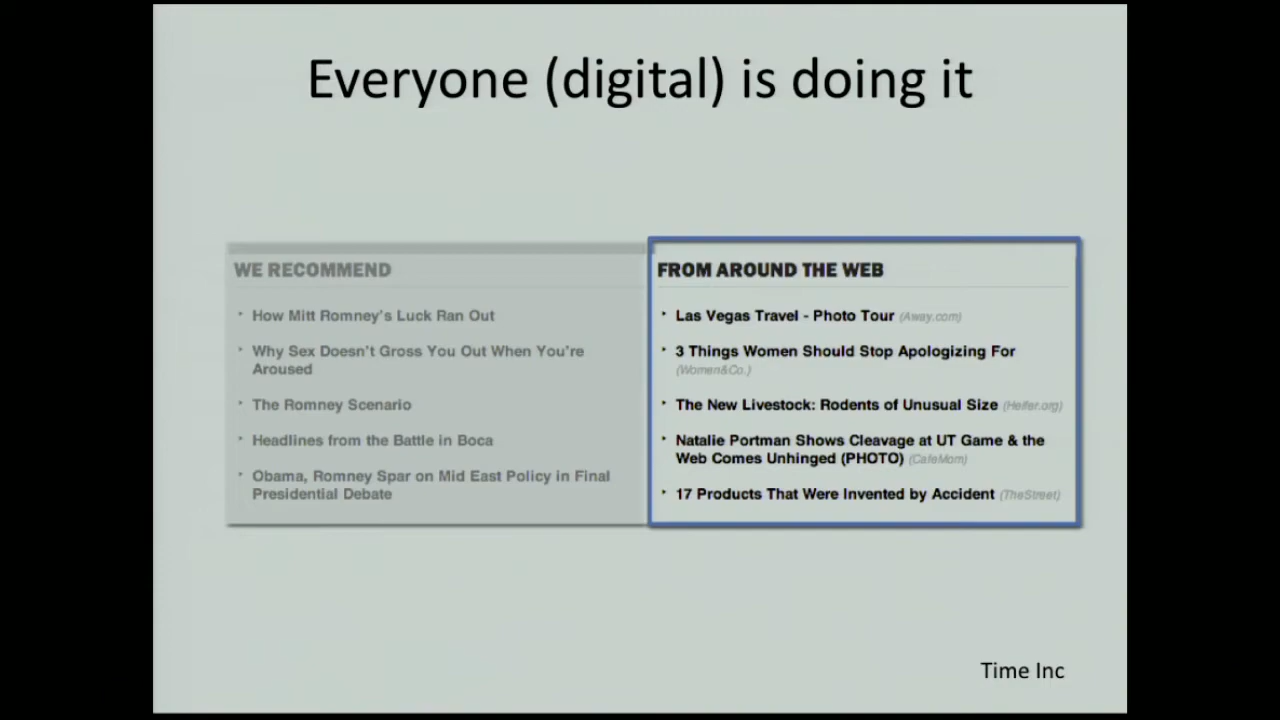 Everyone (digital) is doing it
WE RECOMMEND
How Mitt Romney's Luck Ran Out
Why Sex Doesn't Gross You Out When You're
Aroused
The Romney Scenario
Headlines from the Battle in Boca
Obama, Romney Spar on Mid East Policy in Final
Presidential Debate
FROM AROUND THE WEB
Las Vegas Travel - Photo Tour (Away.com)
3 Things Women Should Stop Apologizing For
(Women&Co.)
The New Livestock: Rodents of Unusual Size (Heifer.org)
Natalie Portman Shows Cleavage at UT Game & the
Web Comes Unhinged (PHOTO) (CafeMom)
17 Products That Were Invented by Accident (TheStreet)
Time Inc